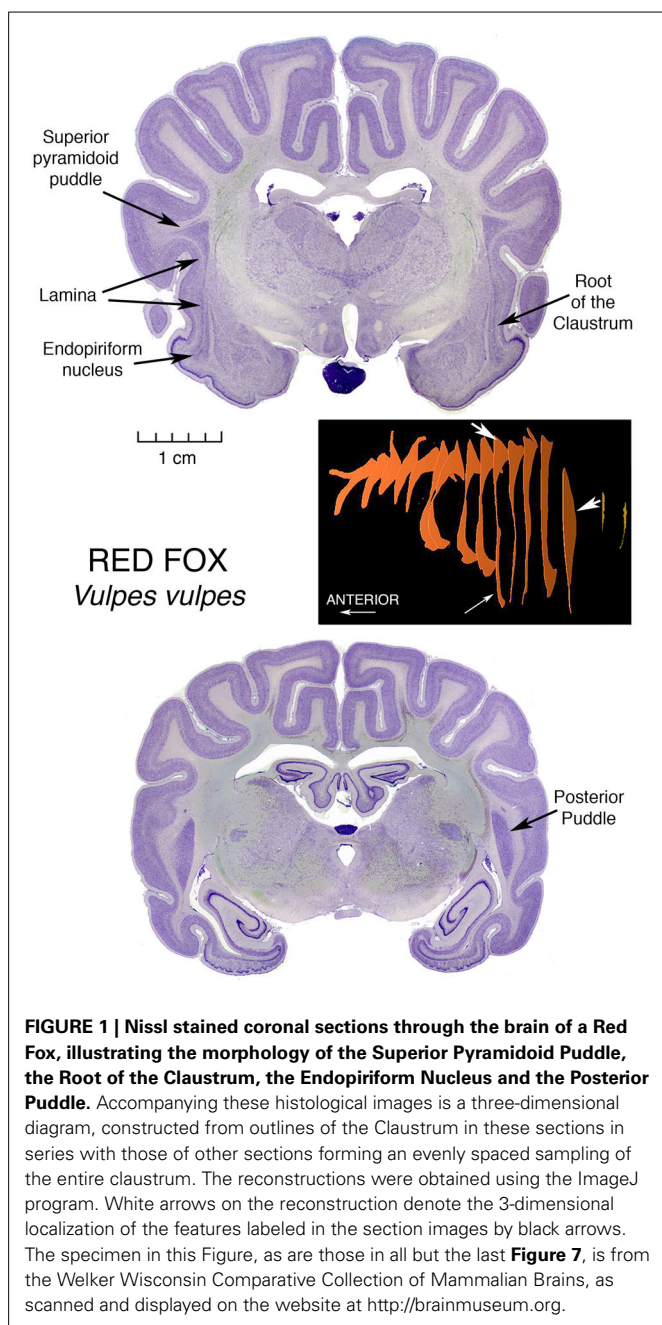 Superior
pyramidoid
puddle
Lamina
Endopiriform
nucleus
Root
of the
Claustrum
1 cm
RED FOX
Vulpes vulpes
ANTERIOR
Posterior
Puddle
FIGURE 1 | Nissl stained coronal sections through the brain of a Red
Fox, illustrating the morphology of the Superior Pyramidoid Puddle,
the Root of the Claustrum, the Endopiriform Nucleus and the Posterior
Puddle. Accompanying these histological images is a three-dimensional
diagram, constructed from outlines of the Claustrum in these sections in
series with those of other sections forming an evenly spaced sampling of
the entire claustrum. The reconstructions were obtained using the ImageJ
program. White arrows on the reconstruction denote the 3-dimensional
localization of the features labeled in the section images by black arrows.
The specimen in this Figure, as are those in all but the last Figure 7, is from
the Welker Wisconsin Comparative Collection of Mammalian Brains, as
scanned and displayed on the website at http://brainmuseum.org.